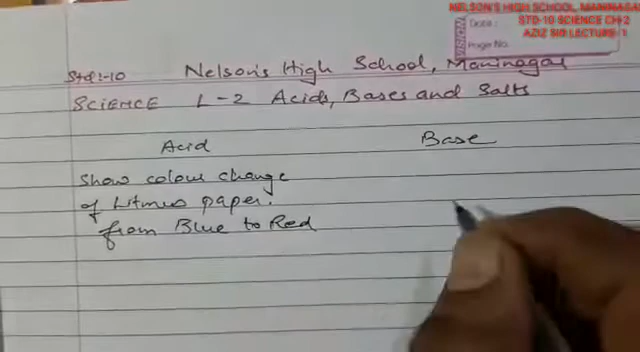 NELSON'S HIGH SCHOOL, MANINAGAR
STD-10 SCIENCE CH-2
AZIZ SIR LECTURE-1
Date :
Page No.
Std:-10 Nelson's High School, Maninagar
SCIENCE L-2 Acids, Bases and Salts
Acid Base
Show colour change
of Litmus paper.
from Blue to Red